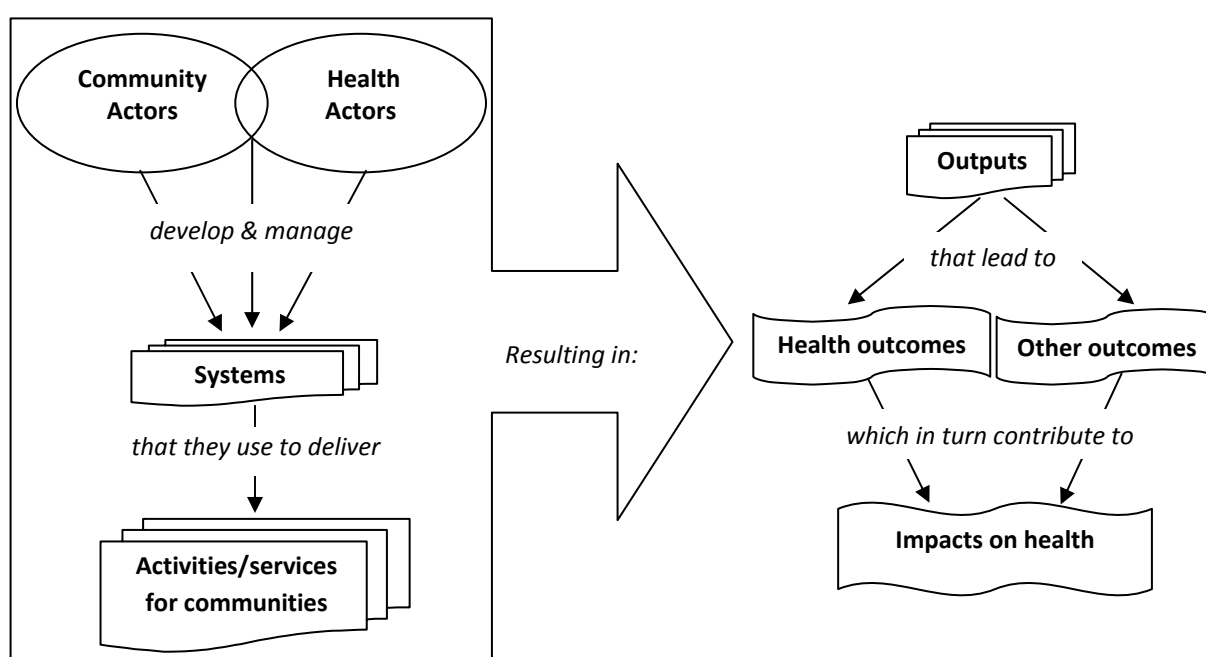 Community
Actors
Health
Actors
develop & manage
Systems
that they use to deliver
Activities/services
for communities
Resulting in:
Outputs
that lead to
Health outcomes
Other outcomes
which in turn contribute to
Impacts on health